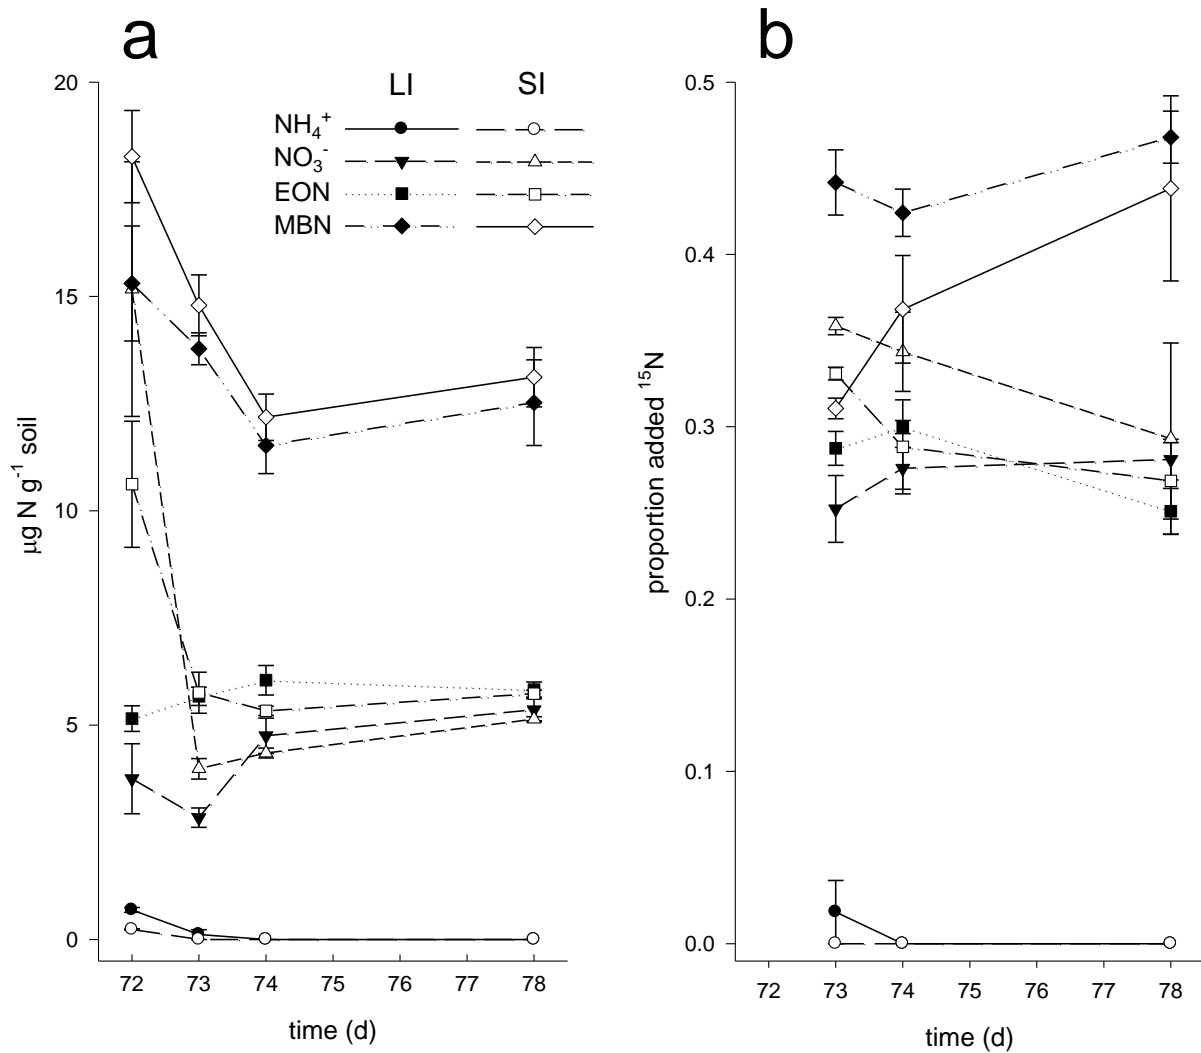 a
b
LI SI
NH₄⁺
NO₃⁻
EON
MBN
20
15
10
5
0
µg N g⁻¹ soil
72 73 74 75 76 77 78
time (d)
0.5
0.4
0.3
0.2
0.1
0.0
proportion added ¹⁵N
72 73 74 75 76 77 78
time (d)